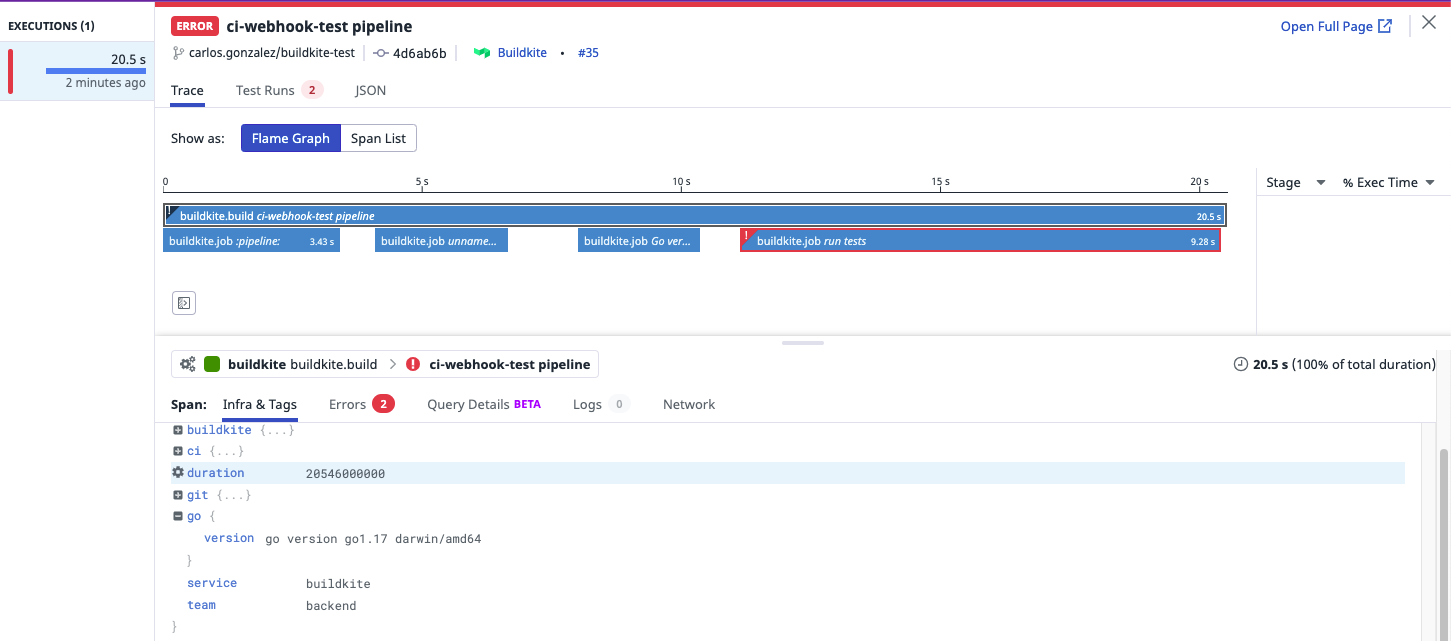 EXECUTIONS (1)
20.5 s
2 minutes ago
ERROR ci-webhook-test pipeline
Open Full Page
carlos.gonzalez/buildkite-test 4d6ab6b Buildkite • #35
Trace Test Runs 2 JSON
Show as: Flame Graph Span List
0 5 s 10 s 15 s 20 s
Stage % Exec Time
! buildkite.build ci-webhook-test pipeline 20.5 s
buildkite.job :pipeline: 3.43 s buildkite.job unname... buildkite.job Go ver... ! buildkite.job run tests 9.28 s
buildkite buildkite.build > ! ci-webhook-test pipeline 20.5 s (100% of total duration)
Span: Infra & Tags Errors 2 Query Details BETA Logs 0 Network
buildkite {...}
ci {...}
duration 20546000000
git {...}
go {
version go version go1.17 darwin/amd64
}
service buildkite
team backend
}